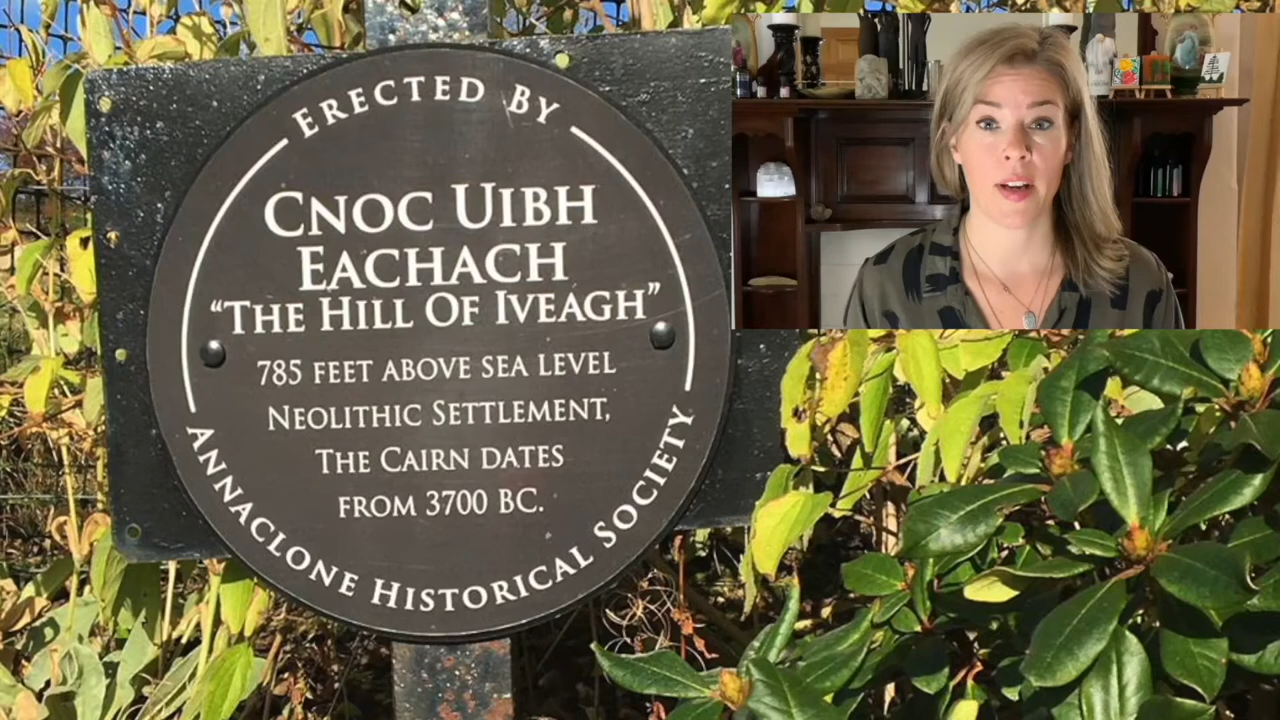 ERECTED BY
CNOC UIBH
EACHACH
“THE HILL OF IVEAGH”
785 FEET ABOVE SEA LEVEL
NEOLITHIC SETTLEMENT,
THE CAIRN DATES
FROM 3700 BC.
ANNACLONE HISTORICAL SOCIETY